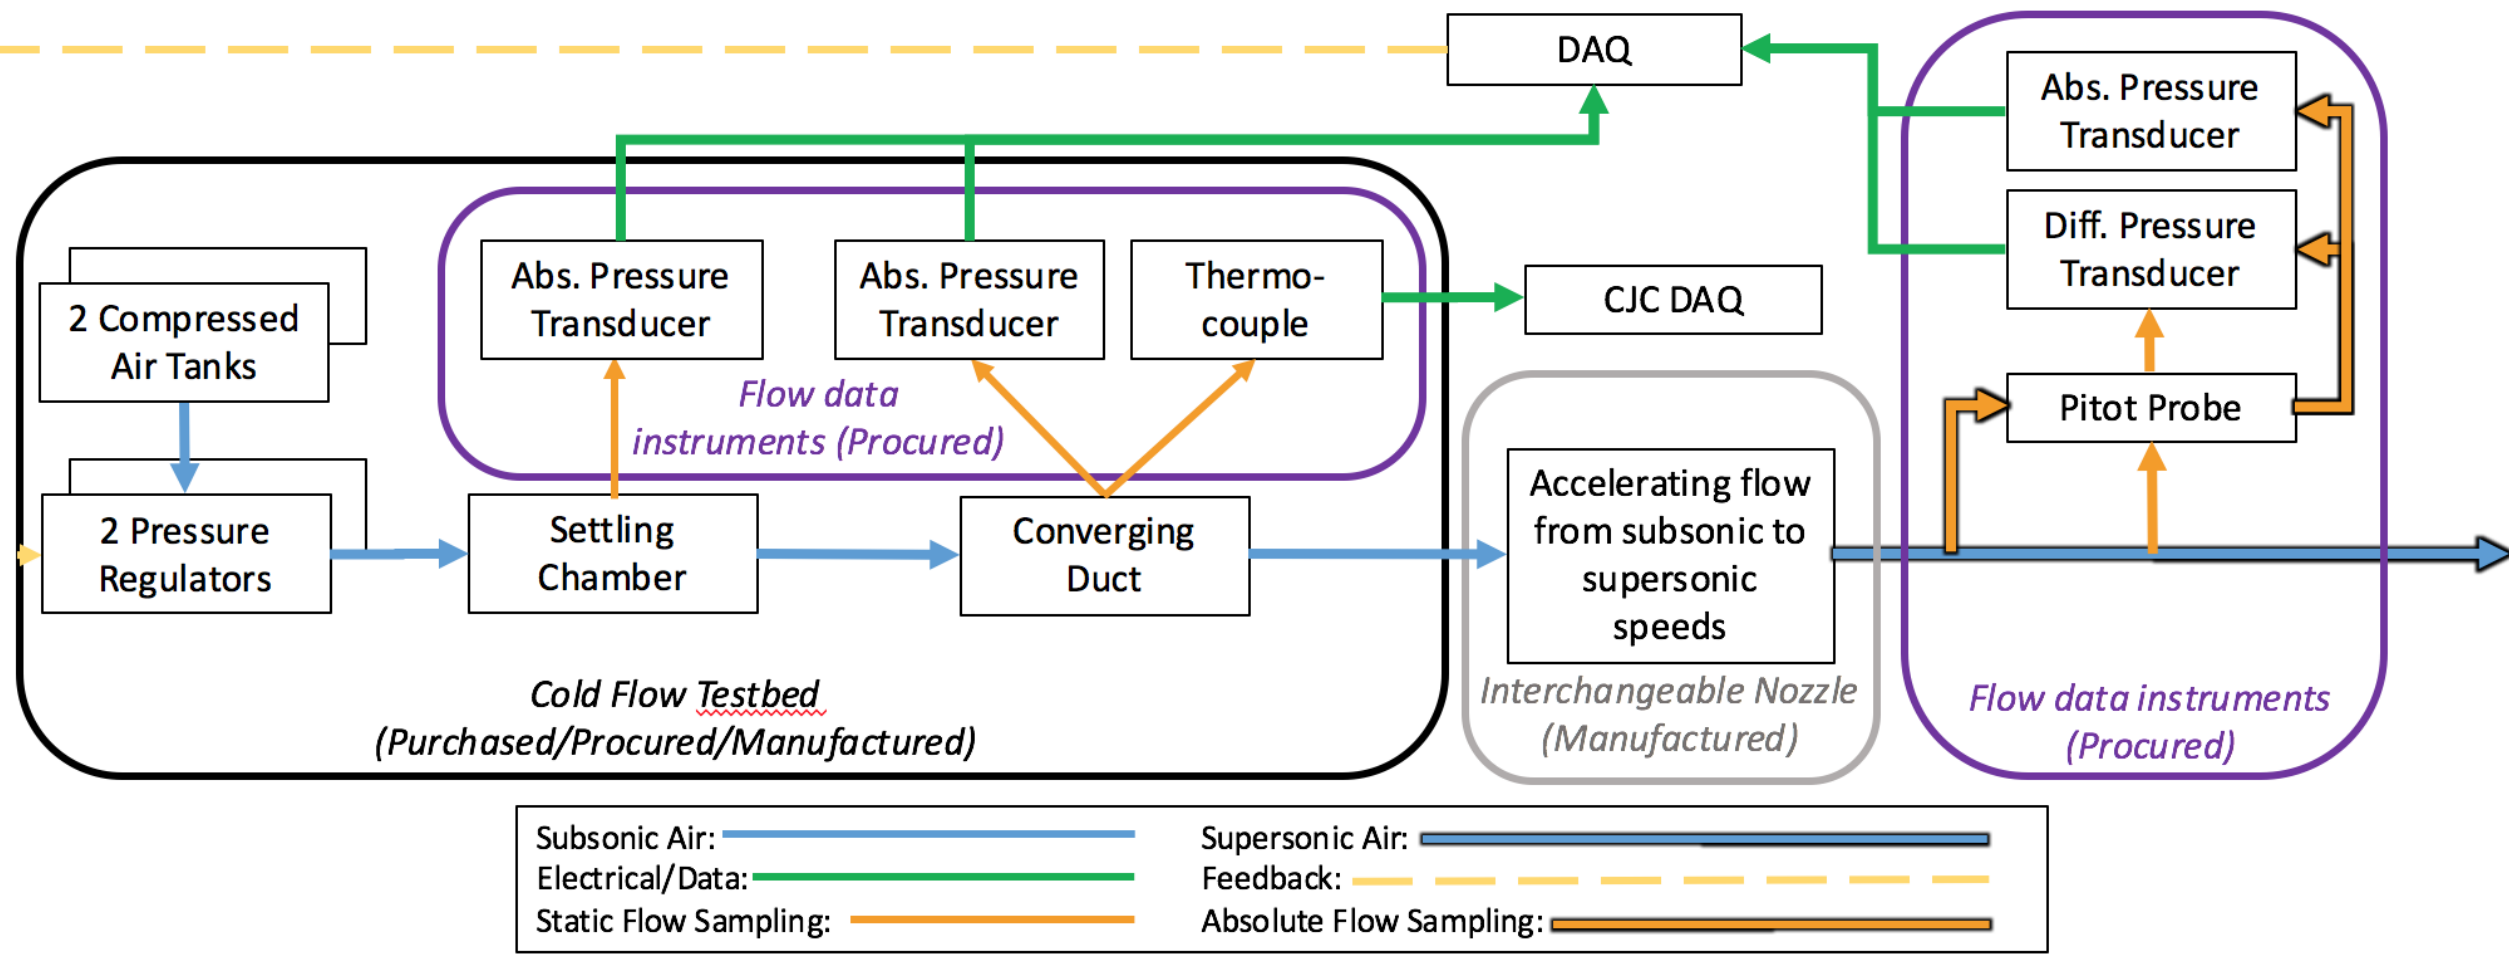 DAQ
Abs. Pressure
Transducer
Diff. Pressure
Transducer
Pitot Probe
Abs. Pressure
Transducer
Abs. Pressure
Transducer
Thermo-
couple
CJC DAQ
2 Compressed
Air Tanks
Flow data
instruments (Procured)
2 Pressure
Regulators
Settling
Chamber
Converging
Duct
Accelerating flow
from subsonic to
supersonic
speeds
Cold Flow Testbed
(Purchased/Procured/Manufactured)
Interchangeable Nozzle
(Manufactured)
Flow data instruments
(Procured)
Subsonic Air:
Supersonic Air:
Electrical/Data:
Feedback:
Static Flow Sampling:
Absolute Flow Sampling: